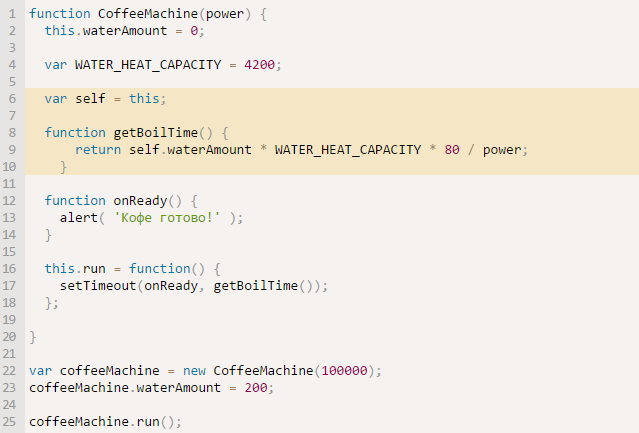 1 function CoffeeMachine(power) {
2   this.waterAmount = 0;
3
4   var WATER_HEAT_CAPACITY = 4200;
5
6   var self = this;
7
8   function getBoilTime() {
9       return self.waterAmount * WATER_HEAT_CAPACITY * 80 / power;
10     }
11
12   function onReady() {
13     alert( 'Кофе готово!' );
14   }
15
16   this.run = function() {
17     setTimeout(onReady, getBoilTime());
18   };
19
20 }
21
22 var coffeeMachine = new CoffeeMachine(100000);
23 coffeeMachine.waterAmount = 200;
24
25 coffeeMachine.run();